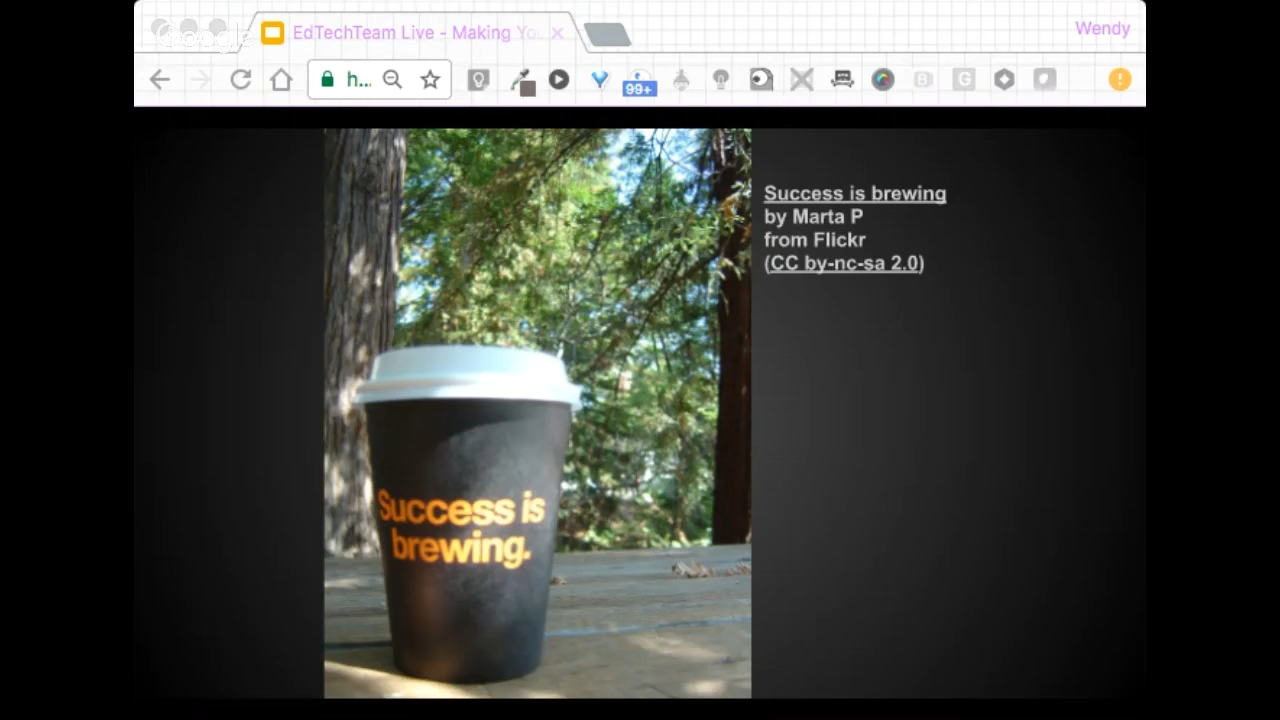 Google
EdTechTeam Live - Making Yo
Wendy
h...
99+
Success is brewing
by Marta P
from Flickr
(CC by-nc-sa 2.0)
Success is
brewing.